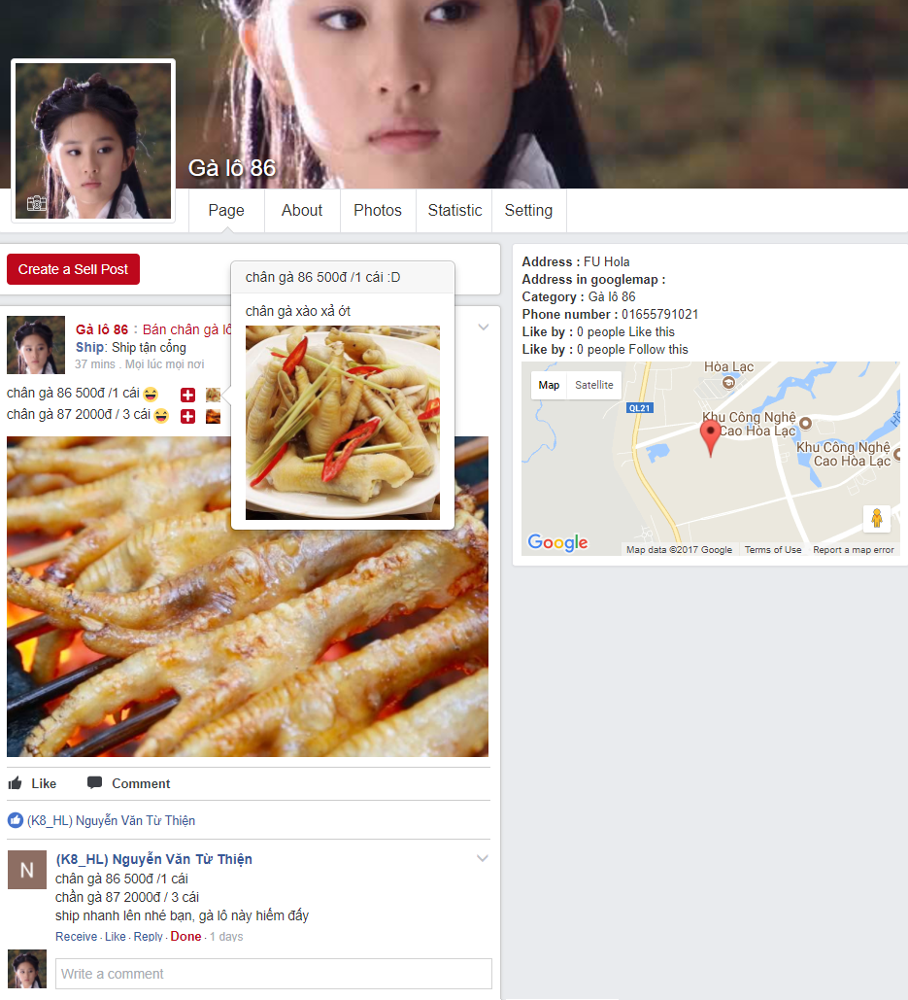 Gà lô 86
Page
About
Photos
Statistic
Setting
Create a Sell Post
chân gà 86 500đ /1 cái :D
chân gà xào xả ớt
Gà lô 86 : Bán chân gà lô
Ship: Ship tận cổng
37 mins . Mọi lúc mọi nơi
chân gà 86 500đ /1 cái
chân gà 87 2000đ / 3 cái
Like
Comment
(K8_HL) Nguyễn Văn Từ Thiện
(K8_HL) Nguyễn Văn Từ Thiện
chân gà 86 500đ /1 cái
chần gà 87 2000đ / 3 cái
ship nhanh lên nhé bạn, gà lô này hiếm đấy
Receive . Like . Reply . Done . 1 days
N
Write a comment
Address : FU Hola
Address in googlemap :
Category : Gà lô 86
Phone number : 01655791021
Like by : 0 people Like this
Like by : 0 people Follow this
Map
Satellite
Hòa Lạc
QL21
Khu Công Nghệ
Cao Hòa Lạc
Khu Công Nghệ
Cao Hòa Lạc
Google
Map data ©2017 Google
Terms of Use
Report a map error